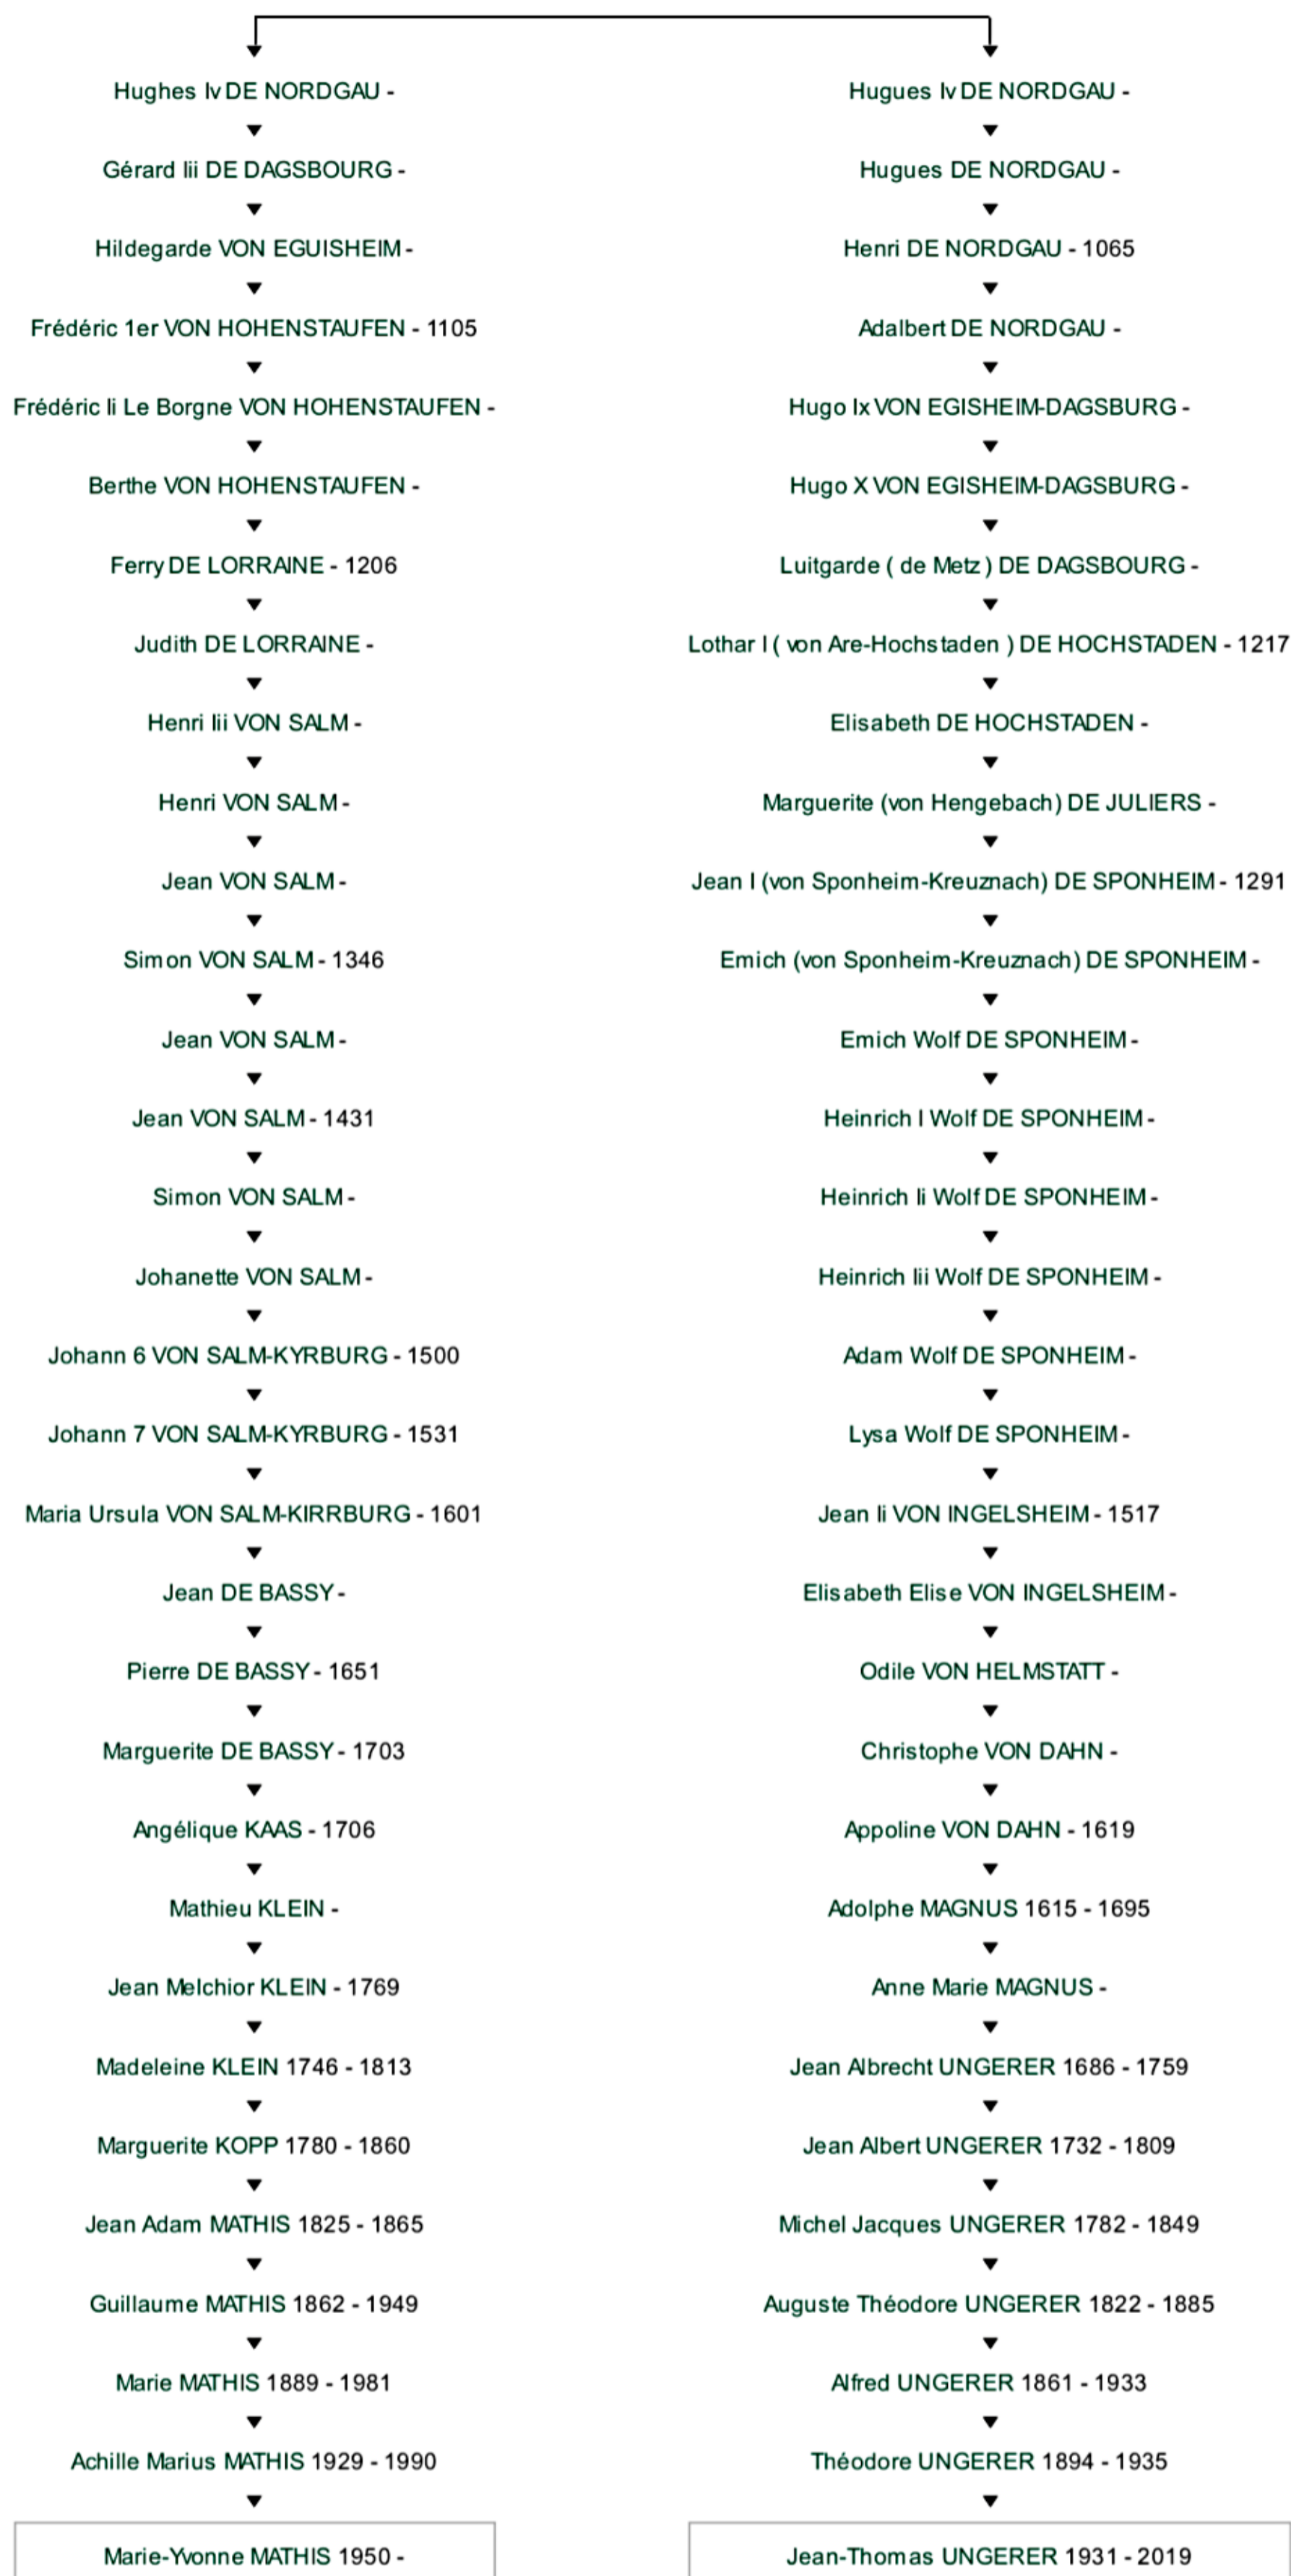 Hughes Iv DE NORDGAU -
Gérard Iii DE DAGSBOURG -
Hildegarde VON EGUISHEIM -
Frédéric 1er VON HOHENSTAUFEN - 1105
Frédéric Ii Le Borgne VON HOHENSTAUFEN -
Berthe VON HOHENSTAUFEN -
Ferry DE LORRAINE - 1206
Judith DE LORRAINE -
Henri Iii VON SALM -
Henri VON SALM -
Jean VON SALM -
Simon VON SALM - 1346
Jean VON SALM -
Jean VON SALM - 1431
Simon VON SALM -
Johanette VON SALM -
Johann 6 VON SALM-KYRBURG - 1500
Johann 7 VON SALM-KYRBURG - 1531
Maria Ursula VON SALM-KIRRBURG - 1601
Jean DE BASSY -
Pierre DE BASSY - 1651
Marguerite DE BASSY - 1703
Angélique KAAS - 1706
Mathieu KLEIN -
Jean Melchior KLEIN - 1769
Madeleine KLEIN 1746 - 1813
Marguerite KOPP 1780 - 1860
Jean Adam MATHIS 1825 - 1865
Guillaume MATHIS 1862 - 1949
Marie MATHIS 1889 - 1981
Achille Marius MATHIS 1929 - 1990
Marie-Yvonne MATHIS 1950 -
Hugues Iv DE NORDGAU -
Hugues DE NORDGAU -
Henri DE NORDGAU - 1065
Adalbert DE NORDGAU -
Hugo Ix VON EGISHEIM-DAGSBURG -
Hugo X VON EGISHEIM-DAGSBURG -
Luitgarde ( de Metz ) DE DAGSBOURG -
Lothar I ( von Are-Hochstaden ) DE HOCHSTADEN - 1217
Elisabeth DE HOCHSTADEN -
Marguerite (von Hengebach) DE JULIERS -
Jean I (von Sponheim-Kreuznach) DE SPONHEIM - 1291
Emich (von Sponheim-Kreuznach) DE SPONHEIM -
Emich Wolf DE SPONHEIM -
Heinrich I Wolf DE SPONHEIM -
Heinrich Ii Wolf DE SPONHEIM -
Heinrich Iii Wolf DE SPONHEIM -
Adam Wolf DE SPONHEIM -
Lysa Wolf DE SPONHEIM -
Jean Ii VON INGELSHEIM - 1517
Elisabeth Elise VON INGELSHEIM -
Odile VON HELMSTATT -
Christophe VON DAHN -
Appoline VON DAHN - 1619
Adolphe MAGNUS 1615 - 1695
Anne Marie MAGNUS -
Jean Albrecht UNGERER 1686 - 1759
Jean Albert UNGERER 1732 - 1809
Michel Jacques UNGERER 1782 - 1849
Auguste Théodore UNGERER 1822 - 1885
Alfred UNGERER 1861 - 1933
Théodore UNGERER 1894 - 1935
Jean-Thomas UNGERER 1931 - 2019